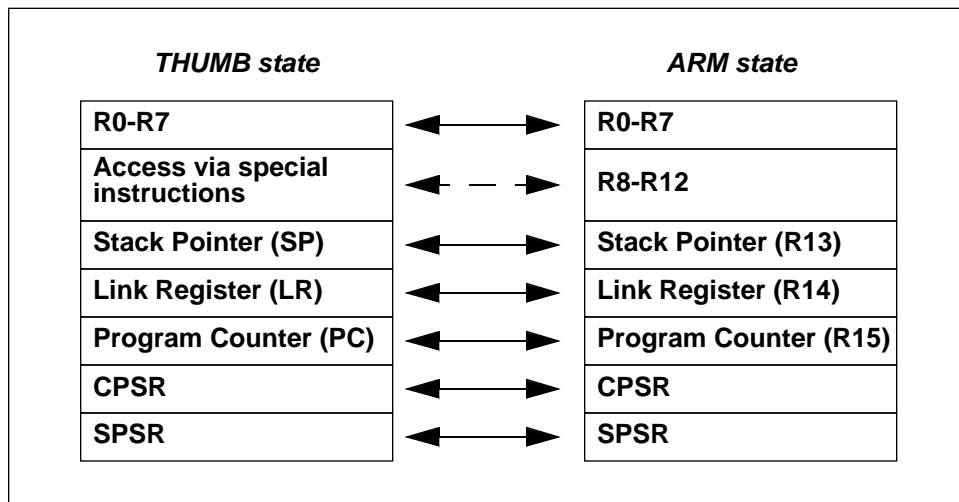 THUMB state
ARM state
R0-R7
R0-R7
Access via special
instructions
R8-R12
Stack Pointer (SP)
Stack Pointer (R13)
Link Register (LR)
Link Register (R14)
Program Counter (PC)
Program Counter (R15)
CPSR
CPSR
SPSR
SPSR